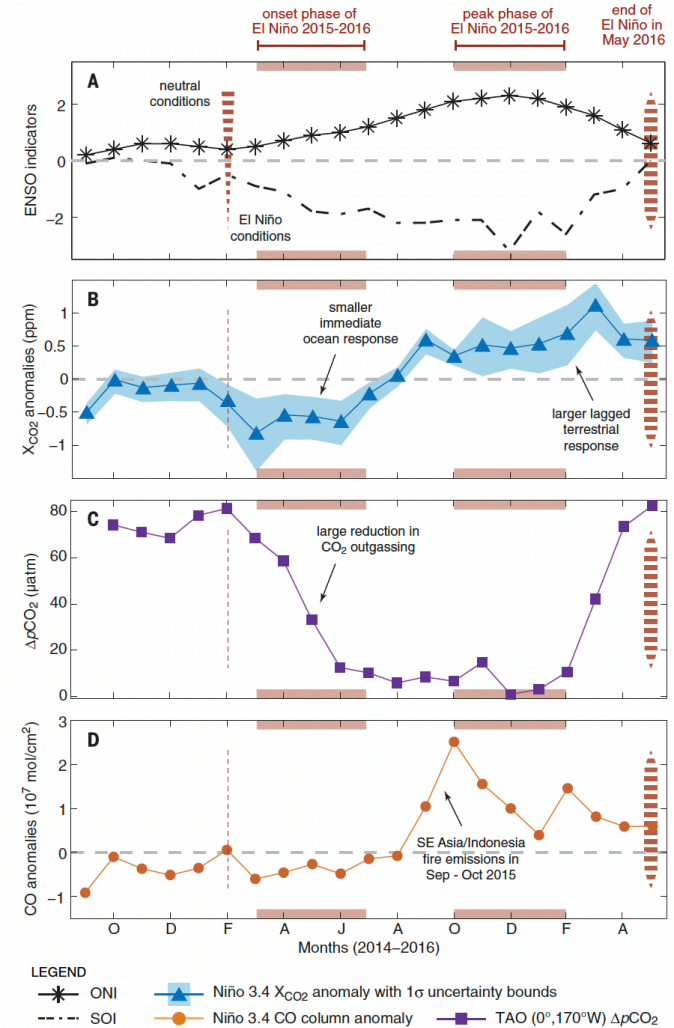 onset phase of
El Niño 2015-2016
peak phase of
El Niño 2015-2016
end of
El Niño in
May 2016
A
neutral
conditions
El Niño
conditions
ENSO indicators
2
0
−2
B
smaller
immediate
ocean response
larger lagged
terrestrial
response
XCO2 anomalies (ppm)
1
0.5
0
−0.5
−1
C
large reduction in
CO2 outgassing
ΔpCO2 (µatm)
80
60
40
20
0
D
SE Asia/Indonesia
fire emissions in
Sep - Oct 2015
CO anomalies (10^7 mol/cm^2)
3
2
1
0
−1
O D F A J A O D F A
Months (2014–2016)
LEGEND
ONI
Niño 3.4 XCO2 anomaly with 1σ uncertainty bounds
SOI
Niño 3.4 CO column anomaly
TAO (0°,170°W) ΔpCO2